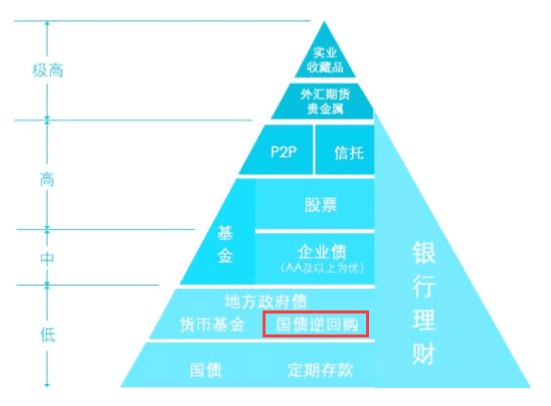 实业
收藏品
极高
外汇期货
贵金属
P2P
信托
高
股票
基
金
企业债
（AA及以上为优）
中
银
行
理
财
地方政府债
货币基金
国债逆回购
低
国债
定期存款